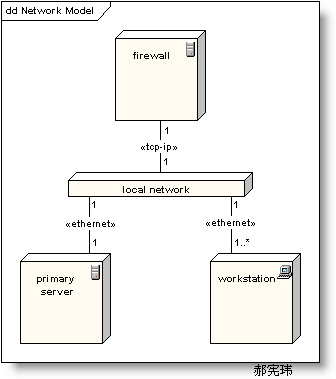 dd Network Model
firewall
1
«tcp-ip»
1
local network
1
1
«ethernet»
«ethernet»
1
1..*
primary
server
workstation
郝宪玮